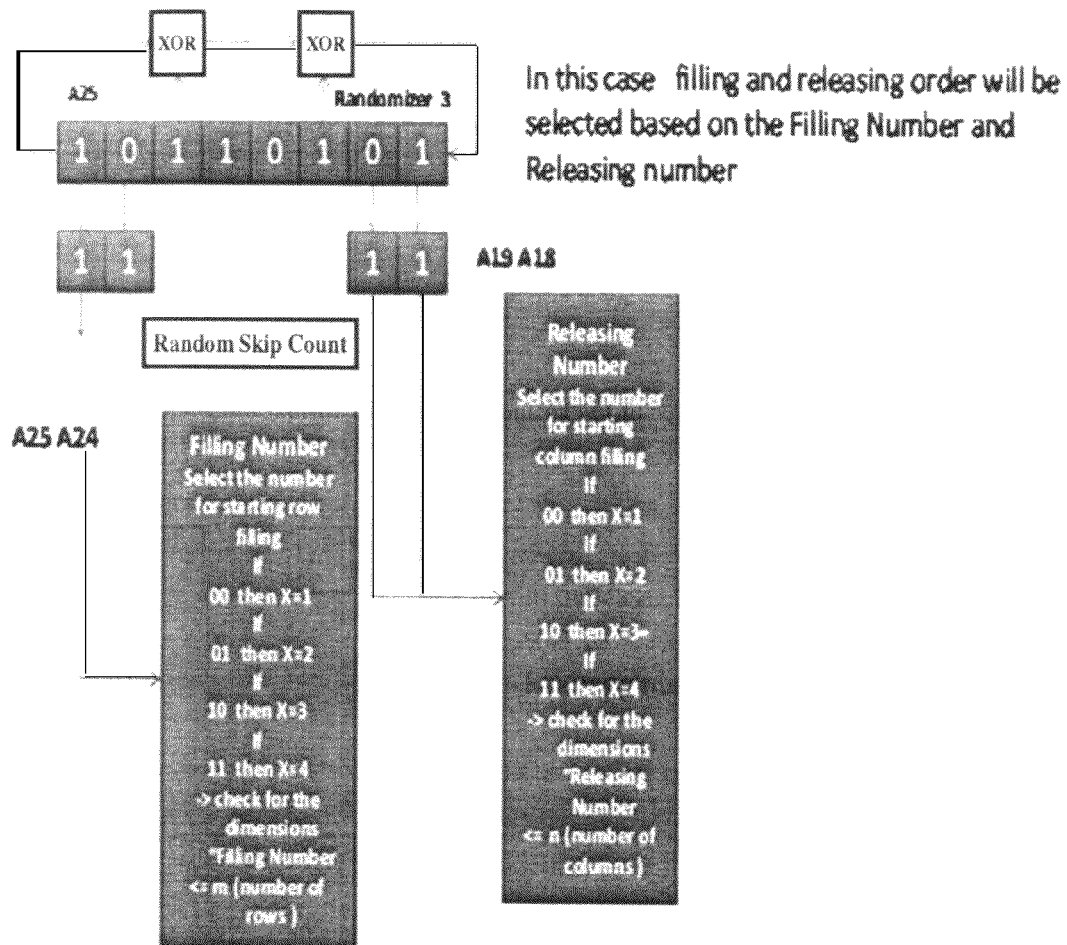 XOR
XOR
A25
Randomizer 3
1 0 1 1 0 1 0 1
In this case filling and releasing order will be
selected based on the Filling Number and
Releasing number
1 1
1 1
A19 A18
Random Skip Count
A25 A24
Filling Number
Select the number
for starting row
filling
If
00 then X=1
If
01 then X=2
If
10 then X=3
If
11 then X=4
-> check for the
dimensions
"Filling Number
<= m (number of
rows )
Releasing
Number
Select the number
for starting
column filling
If
00 then X=1
If
01 then X=2
If
10 then X=3=
If
11 then X=4
-> check for the
dimensions
"Releasing
Number
<= n (number of
columns )